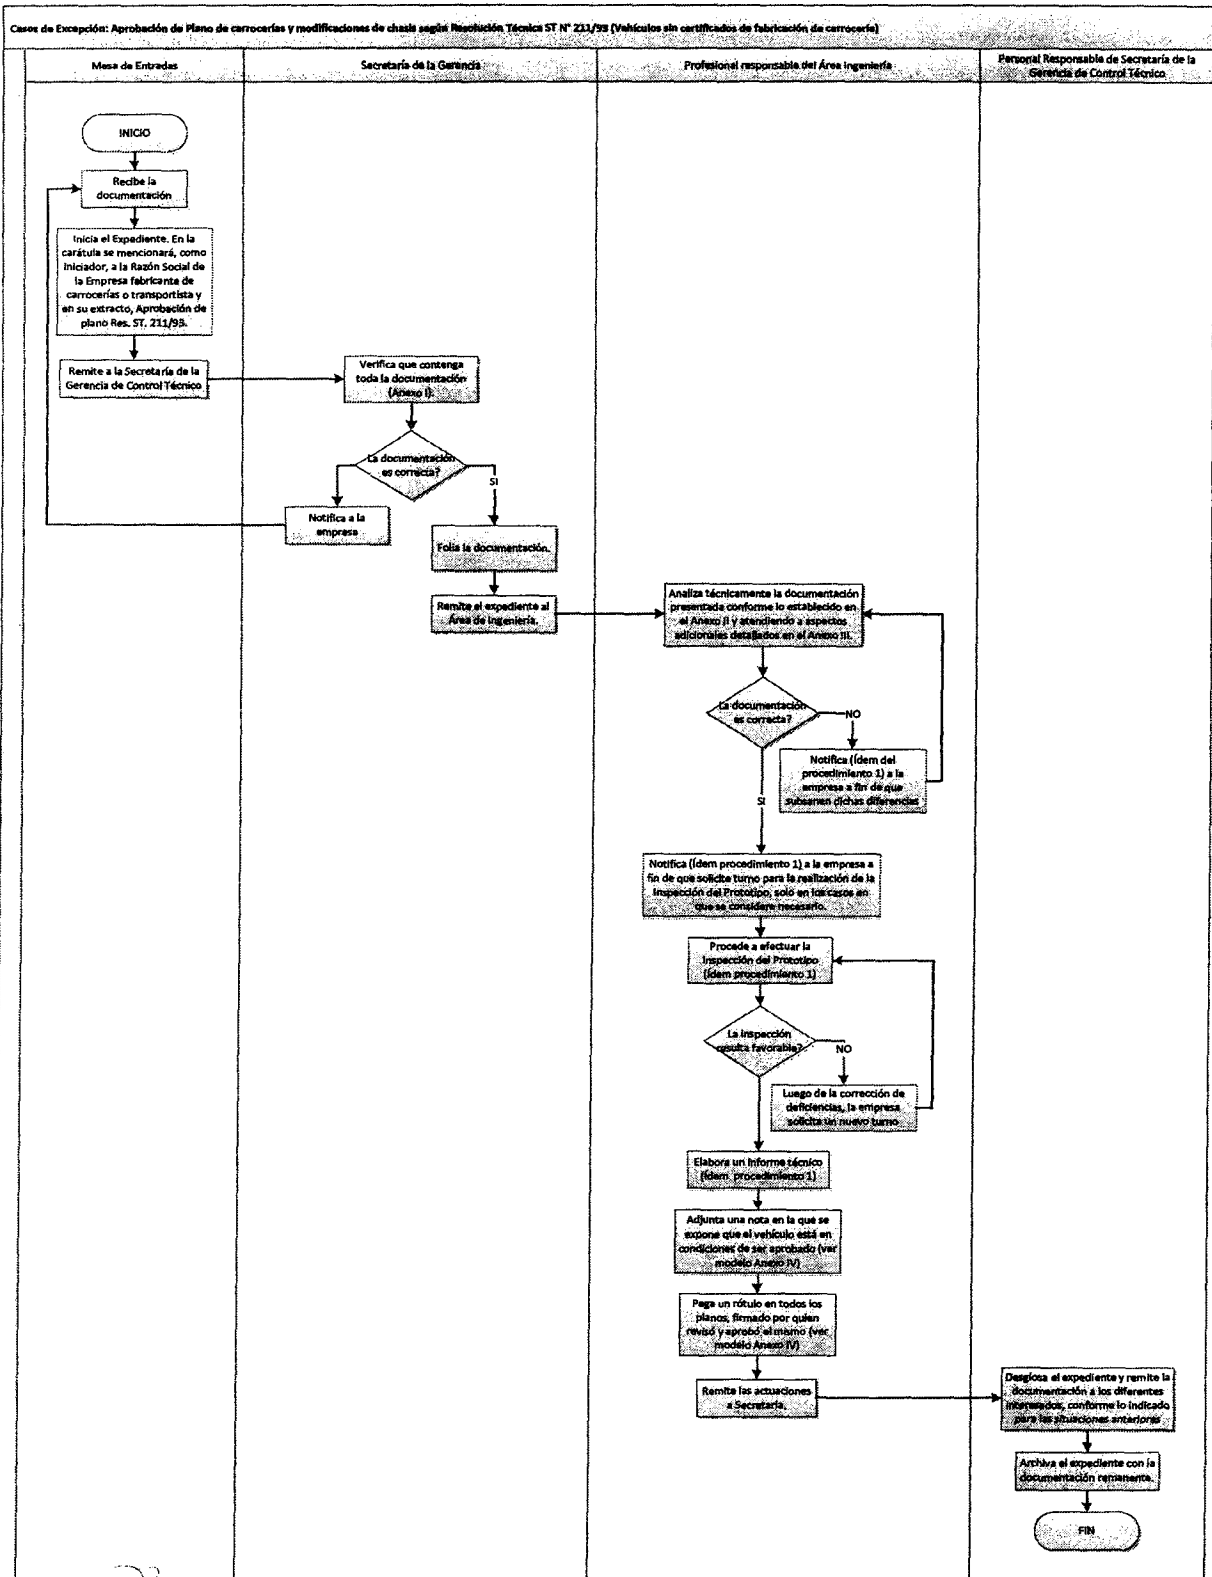 Casos de Excepción: Aprobación de Plano de carrocerías y modificaciones de chasis según Resolución Técnica ST N° 211/93 (Vehículos sin certificados de fabricación de carrocería)
Mesa de Entradas
Secretaría de la Gerencia
Profesional responsable del Área Ingeniería
Personal Responsable de Secretaría de la
Gerencia de Control Técnico
INICIO
Recibe la
documentación
Inicia el Expediente. En la
carátula se mencionará, como
iniciador, a la Razón Social de
la Empresa fabricante de
carrocerías o transportista y
en su extracto, Aprobación de
plano Res. ST. 211/93.
Remite a la Secretaría de la
Gerencia de Control Técnico
Verifica que contenga
toda la documentación
(Anexo I).
La documentación
es correcta?
SI
Notifica a la
empresa
Folia la documentación.
Remite el expediente al
Área de Ingeniería.
Analiza técnicamente la documentación
presentada conforme lo establecido en
el Anexo II y atendiendo a aspectos
adicionales detallados en el Anexo III.
La documentación
es correcta?
NO
Notifica (Ídem del
procedimiento 1) a la
empresa a fin de que
subsanen dichas diferencias
SI
Notifica (Ídem procedimiento 1) a la empresa a
fin de que solicite turno para la realización de la
Inspección del Prototipo, solo en los casos en
que se considere necesario.
Procede a efectuar la
Inspección del Prototipo
(Ídem procedimiento 1)
La inspección
resulta favorable?
NO
Luego de la corrección de
deficiencias, la empresa
solicita un nuevo turno
Elabora un informe técnico
(Ídem procedimiento 1)
Adjunta una nota en la que se
expone que el vehículo está en
condiciones de ser aprobado (ver
modelo Anexo IV)
Pega un rótulo en todos los
planos, firmado por quien
revisó y aprobó el mismo (ver
modelo Anexo IV)
Remite las actuaciones
a Secretaría.
Desglosa el expediente y remite la
documentación a los diferentes
interesados, conforme lo indicado
para las situaciones anteriores
Archiva el expediente con la
documentación remanente.
FIN